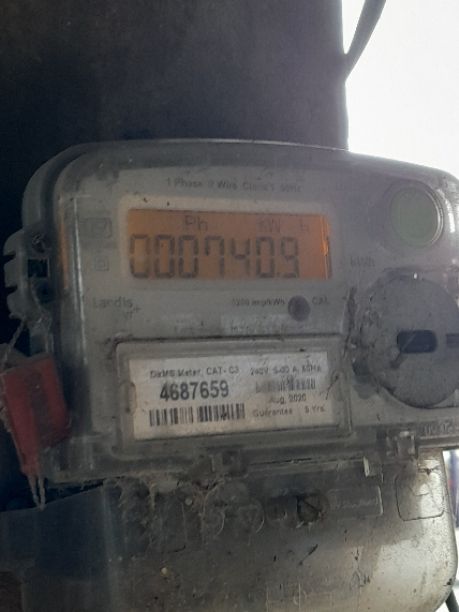 1 Phase 2 Wire Class 1 50Hz
Ph kW h
0007409
kWh
Landis
3200 imp/kWh CAL
DLMS Meter, CAT- C3 240V, 5-30 A, 50Hz
4687659
Aug, 2020
Guarantee 5 Yrs.